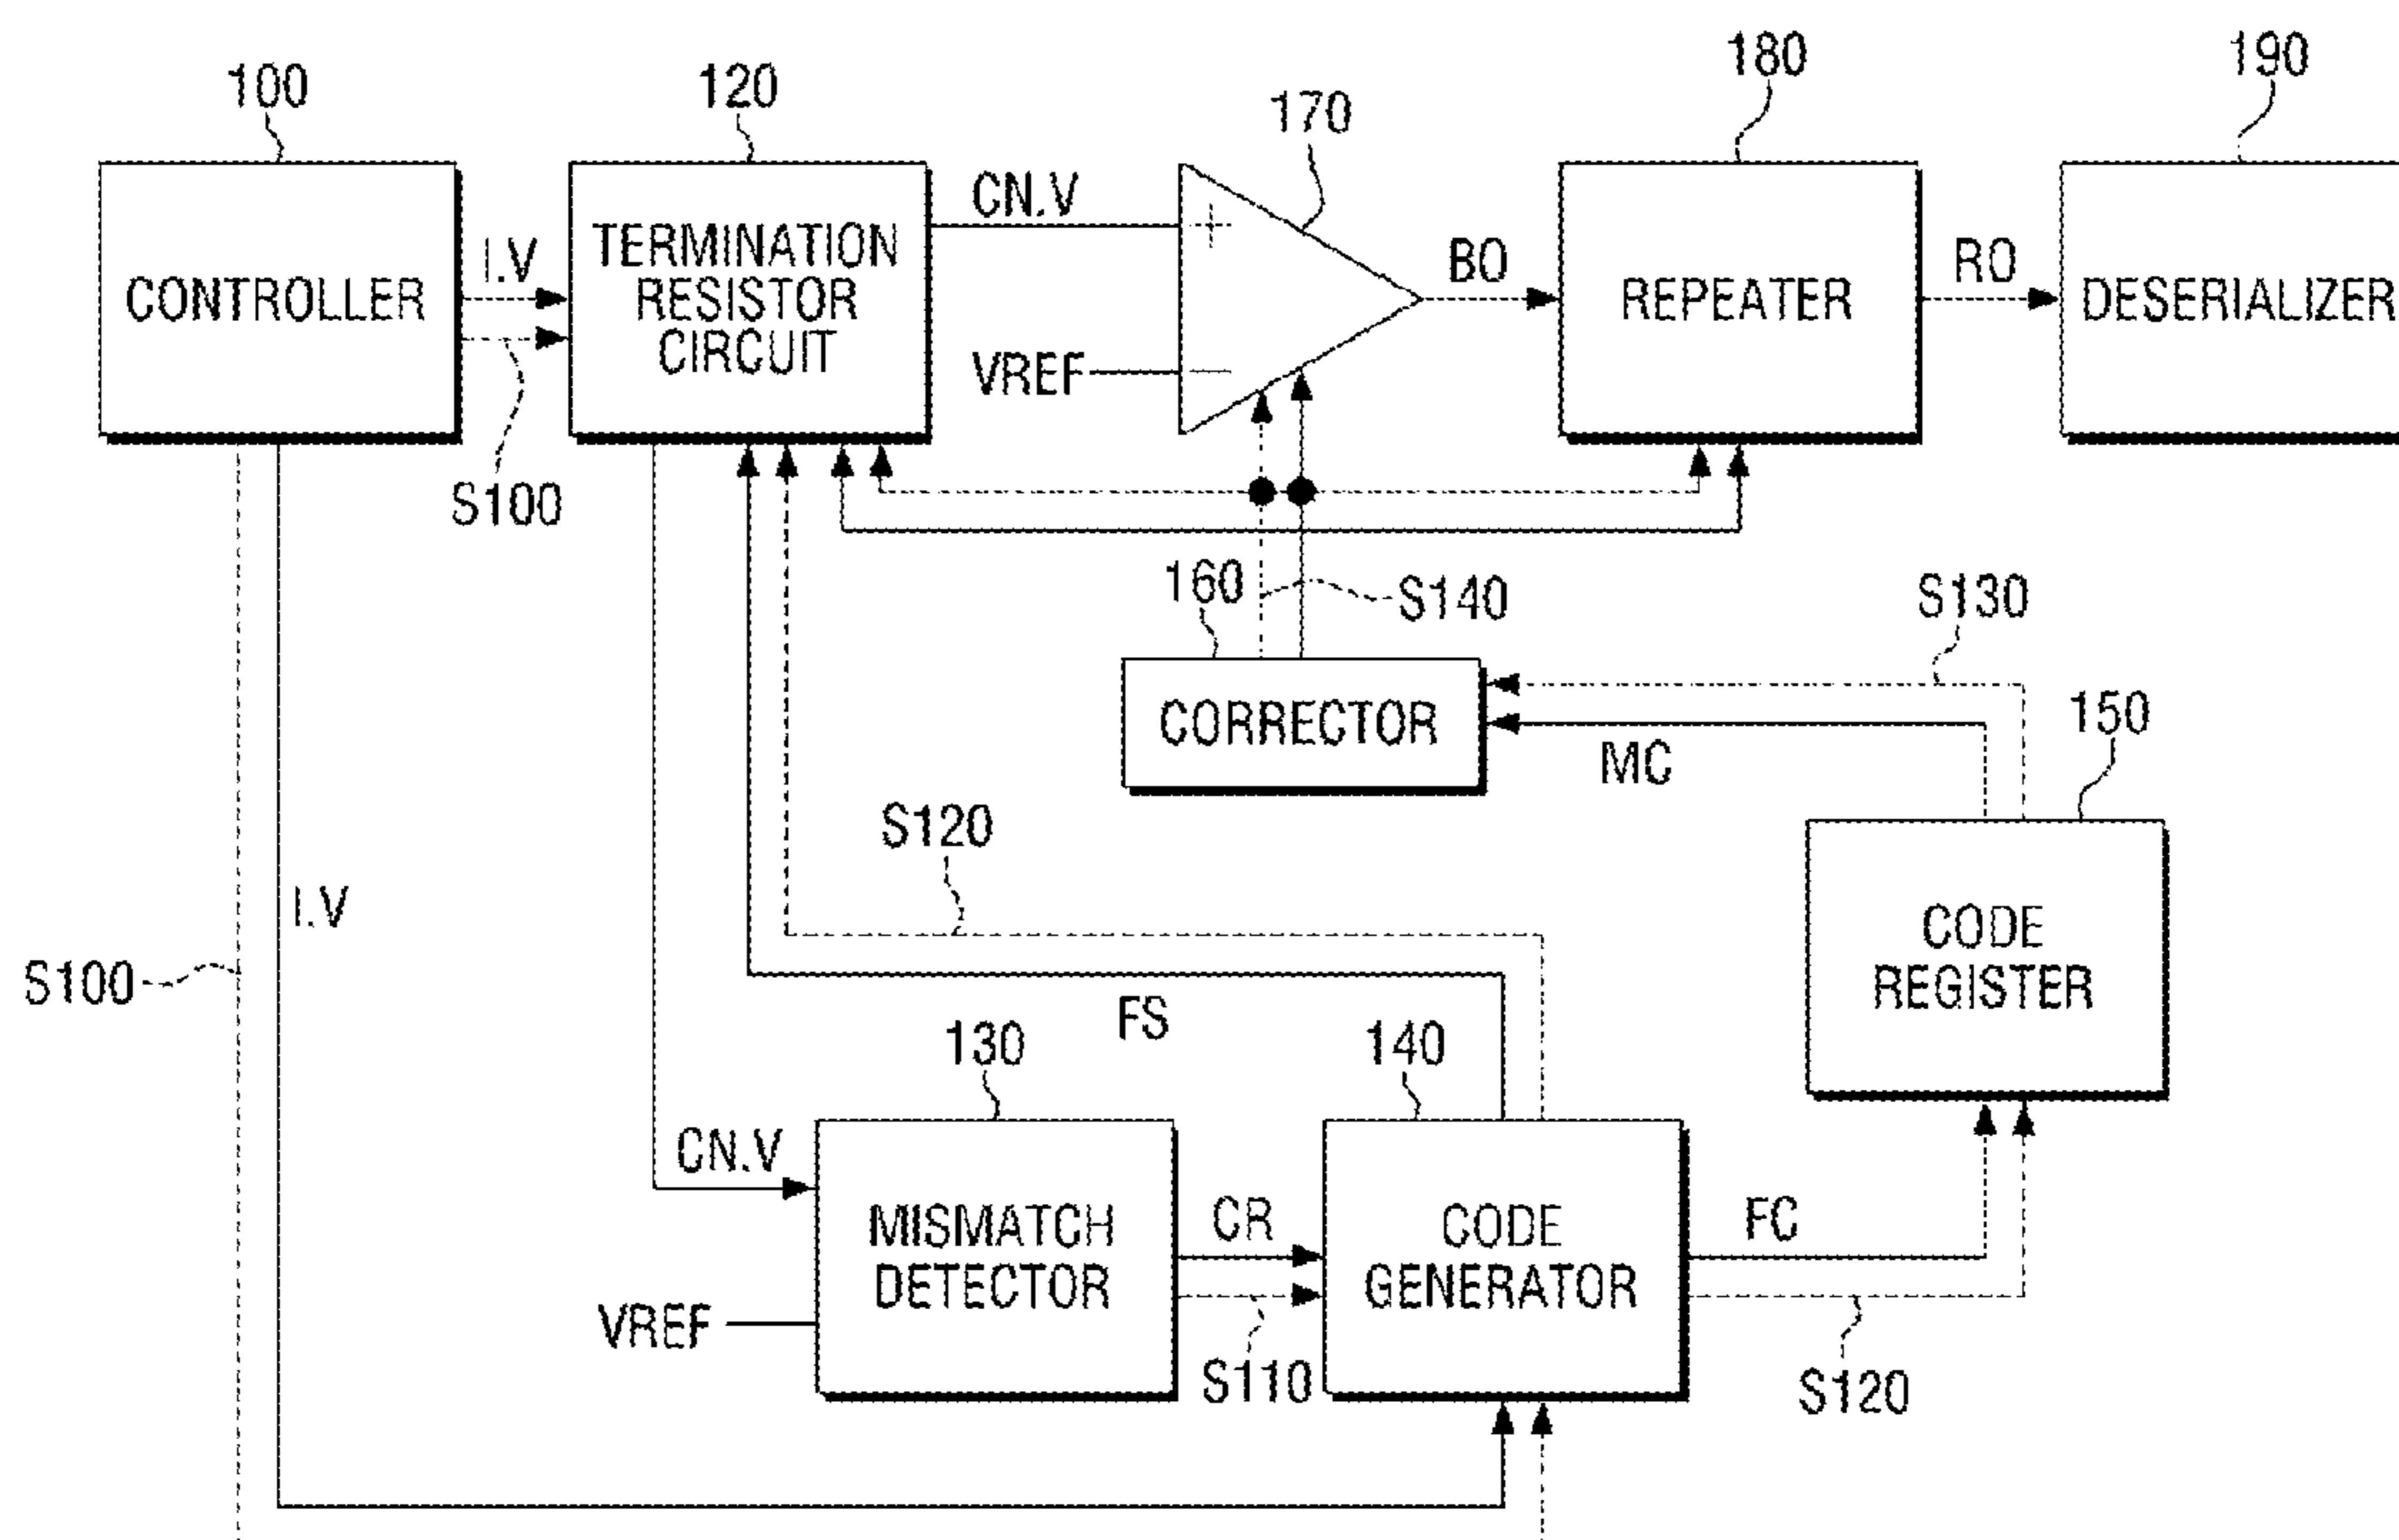 100
120
170
180
190
CONTROLLER
I.V
S100
TERMINATION
RESISTOR
CIRCUIT
CN.V
VREF
+
−
BO
REPEATER
RO
DESERIALIZER
160
S140
S130
CORRECTOR
MC
150
S120
I.V
S100
CODE
REGISTER
FS
130
140
CN.V
MISMATCH
DETECTOR
VREF
CR
S110
CODE
GENERATOR
FC
S120